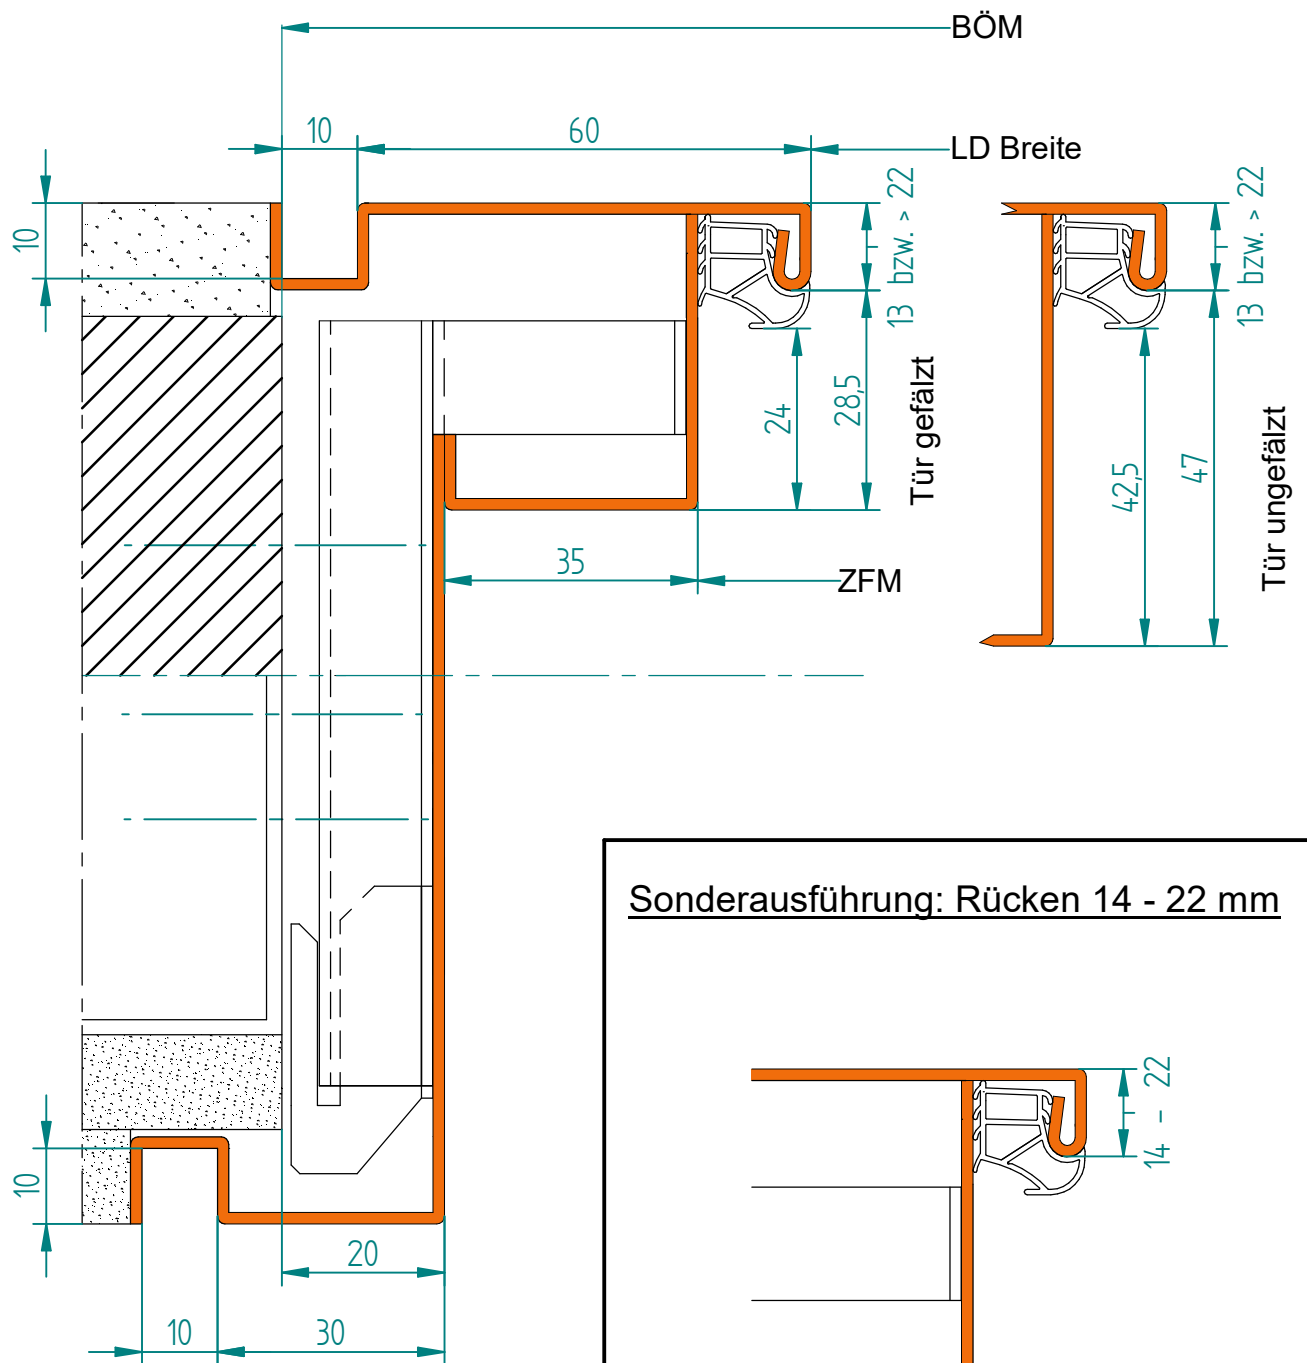 BÖM
10
60
LD Breite
10
13 bzw. > 22
13 bzw. > 22
24
28,5
Tür gefälzt
42,5
47
Tür ungefälzt
35
ZFM
Sonderausführung: Rücken 14 - 22 mm
14 - 22
10
20
10
30